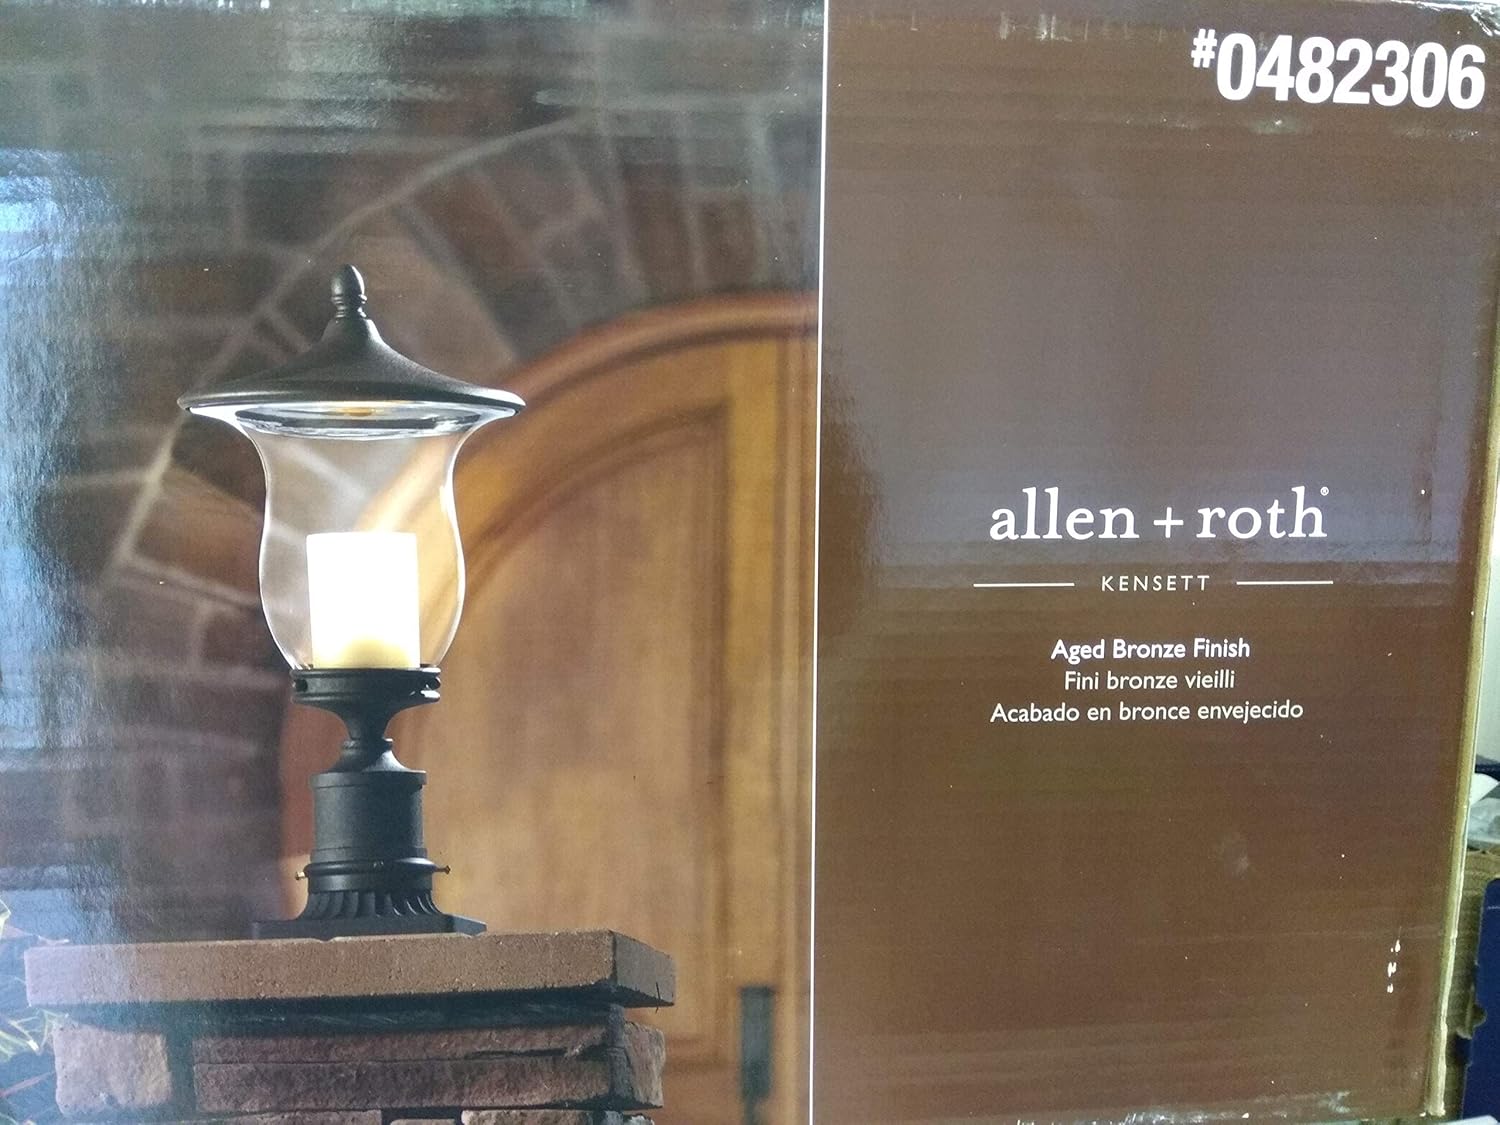 #0482306
allen + roth®
KENSETT
Aged Bronze Finish
Fini bronze vieilli
Acabado en bronce envejecido